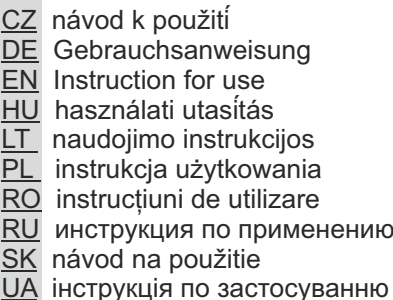 CZ návod k použití
DE Gebrauchsanweisung
EN Instruction for use
HU használati utasítás
LT naudojimo instrukcijos
PL instrukcja użytkowania
RO instrucțiuni de utilizare
RU инструкция по применению
SK návod na použitie
UA інструкція по застосуванню